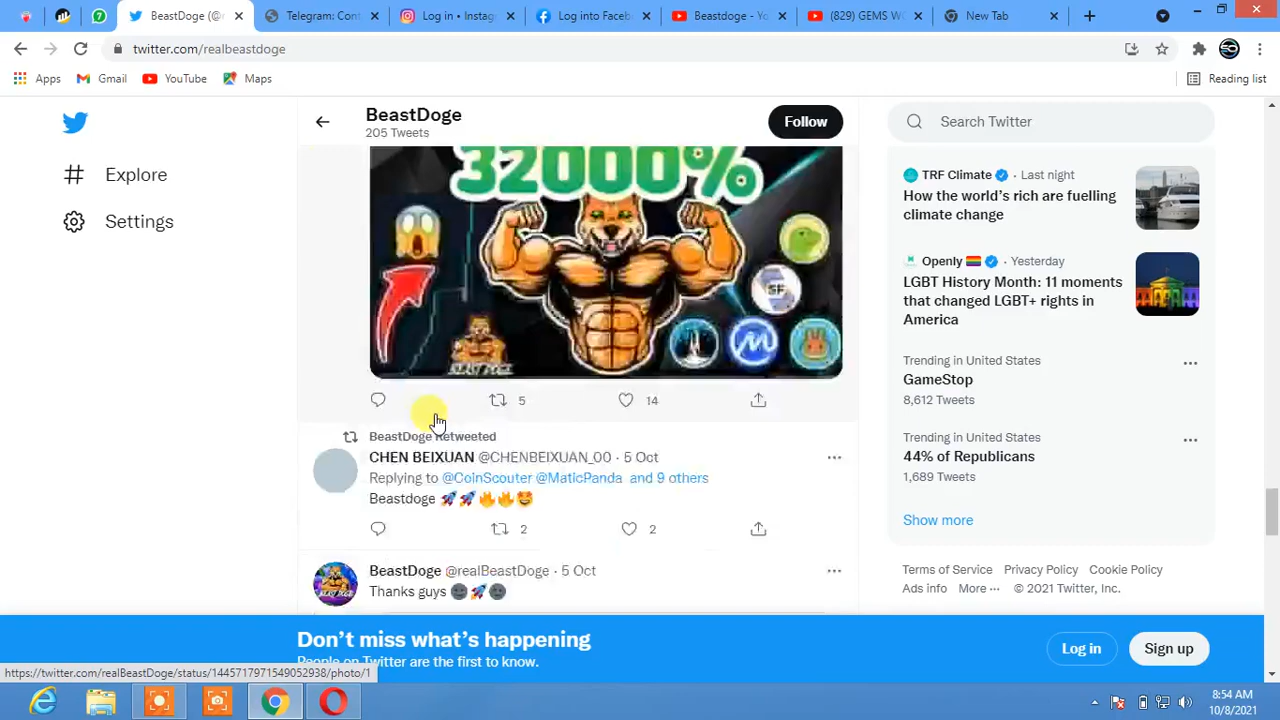 BeastDoge (@r
Telegram: Cont
Log in • Instag
Log into Faceb
Beastdoge - Yo
(829) GEMS WO
New Tab
twitter.com/realbeastdoge
Apps
Gmail
YouTube
Maps
Reading list
BeastDoge
205 Tweets
Follow
Search Twitter
Explore
Settings
32000%
BEAST DOGE
5
14
BeastDoge Retweeted
CHEN BEIXUAN @CHENBEIXUAN_00 · 5 Oct
Replying to @CoinScouter @MaticPanda and 9 others
Beastdoge 🚀🚀🔥🔥🤩
2
2
BeastDoge @realBeastDoge · 5 Oct
Thanks guys 🌚🚀🌚
TRF Climate · Last night
How the world's rich are fuelling
climate change
Openly 🏳️‍🌈 · Yesterday
LGBT History Month: 11 moments
that changed LGBT+ rights in
America
Trending in United States
GameStop
8,612 Tweets
Trending in United States
44% of Republicans
1,689 Tweets
Show more
Terms of Service Privacy Policy Cookie Policy
Ads info More ··· © 2021 Twitter, Inc.
Don't miss what's happening
People on Twitter are the first to know.
Log in
Sign up
https://twitter.com/realBeastDoge/status/1445717971549052938/photo/1
8:54 AM
10/8/2021